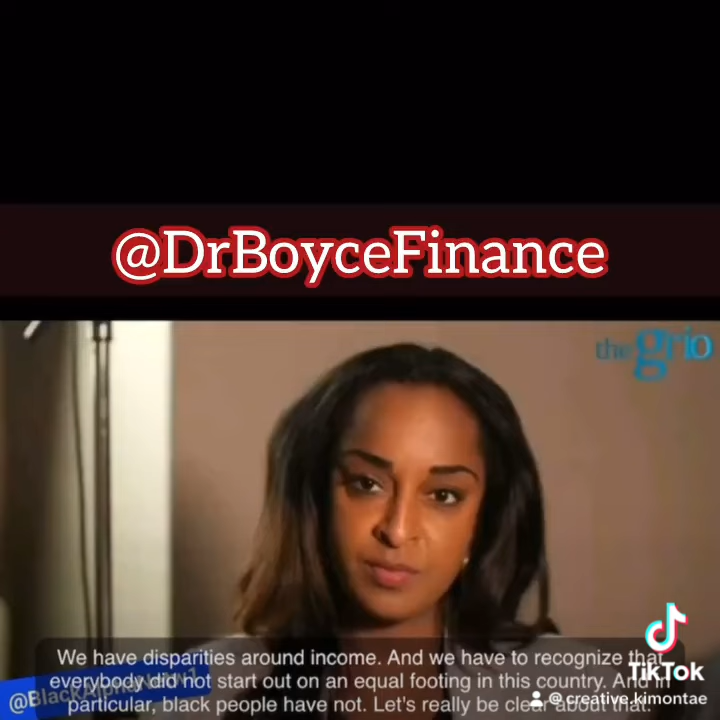 @DrBoyceFinance
the grio
We have disparities around income. And we have to recognize that
everybody did not start out on an equal footing in this country. And in
particular, black people have not. Let's really be clear about that.
TikTok
@creative.kimontae